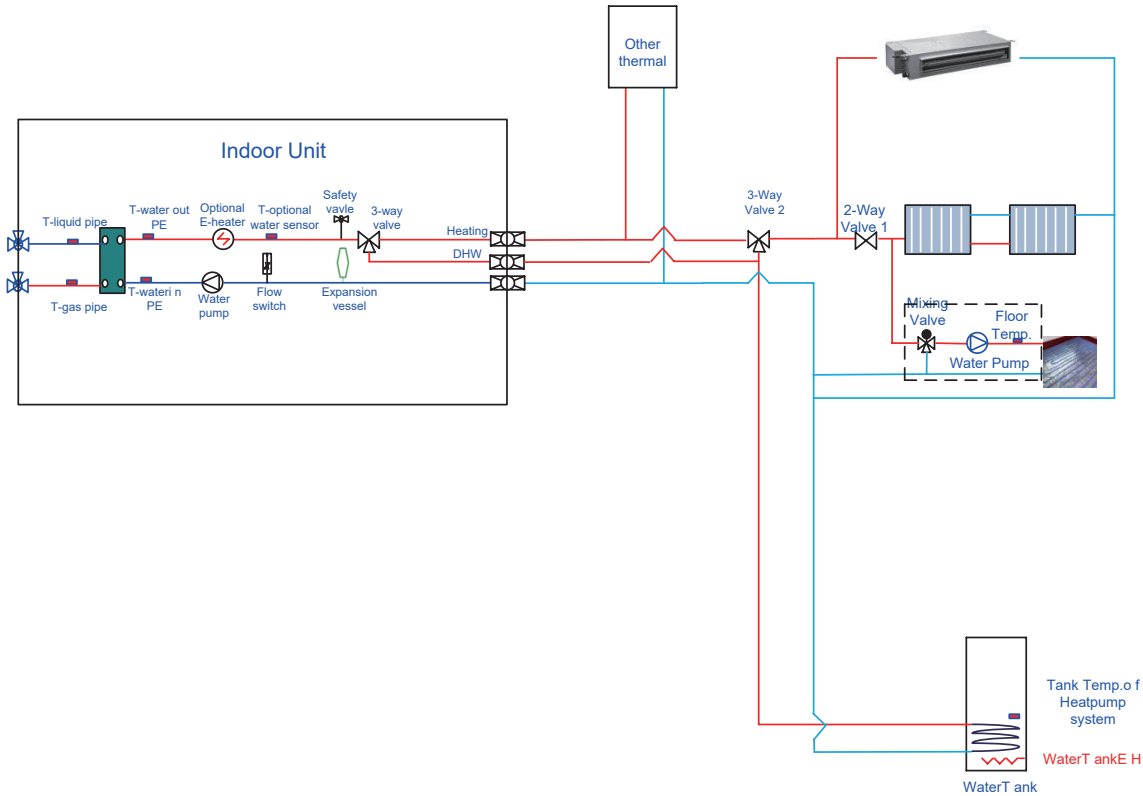 Other
thermal
Indoor Unit
Safety
vavle
T-water out
PE
Optional
E-heater
T-optional
water sensor
3-way
valve
T-liquid pipe
Heating
DHW
3-Way
Valve 2
2-Way
Valve 1
T-gas pipe
T-wateri n
PE
Water
pump
Flow
switch
Expansion
vessel
Mixing
Valve
Floor
Temp.
Water Pump
Tank Temp.o f
Heatpump
system
WaterT ankE H
WaterT ank